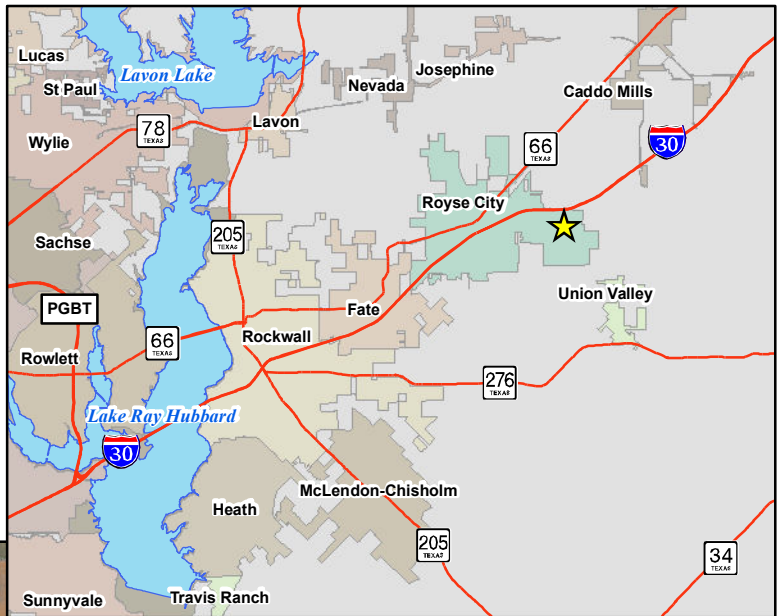 Lucas
Lavon Lake
St Paul
Nevada
Josephine
Caddo Mills
Wylie
78
TEXAS
Lavon
66
TEXAS
30
Royse City
Sachse
205
TEXAS
PGBT
Fate
Union Valley
66
TEXAS
Rockwall
Rowlett
276
TEXAS
Lake Ray Hubbard
30
McLendon-Chisholm
Heath
205
TEXAS
34
TEXAS
Sunnyvale
Travis Ranch